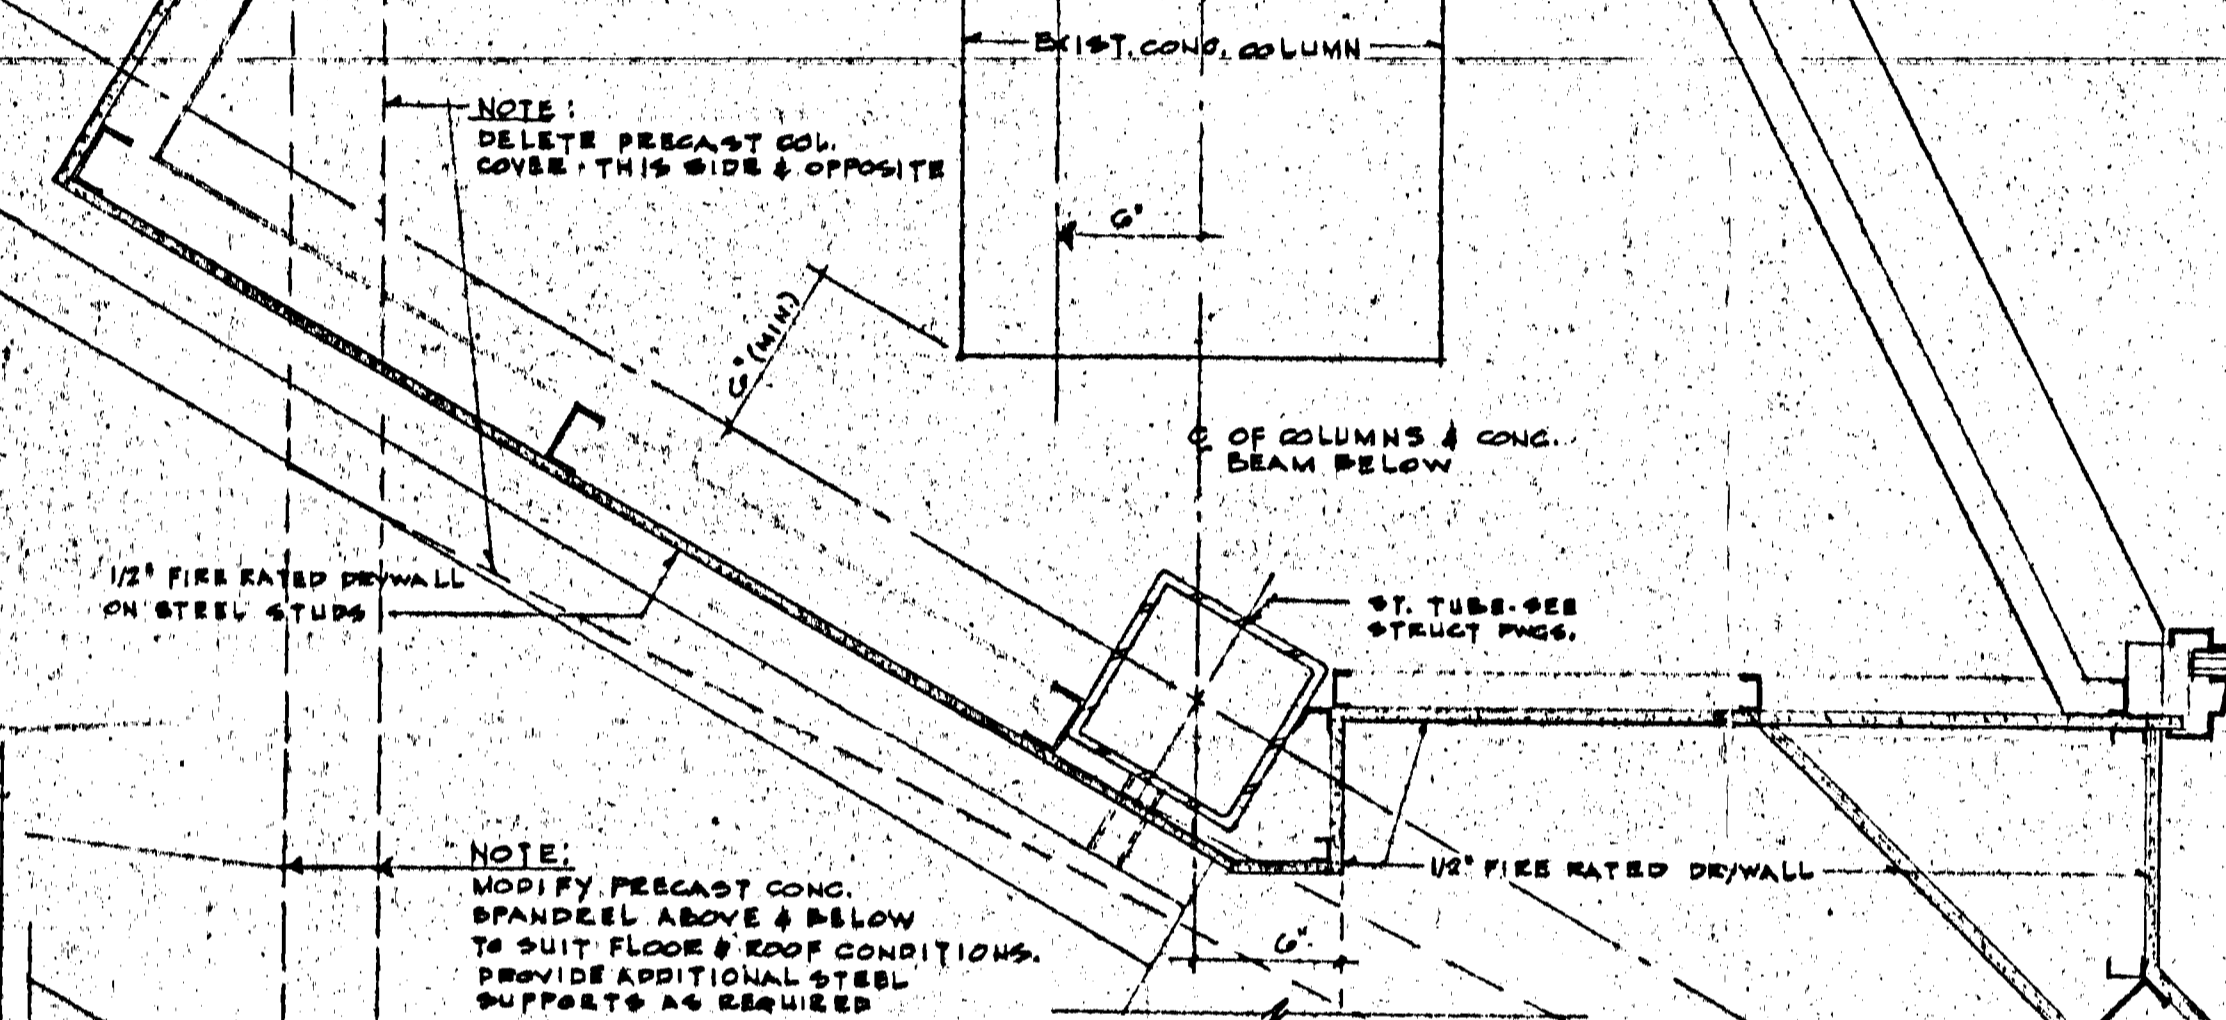 EXIST. CONC. COLUMN
NOTE:
DELETE PRECAST COL.
COVER. THIS SIDE & OPPOSITE
6"
6" (MIN.)
℄ OF COLUMNS & CONC.
BEAM BELOW
1/2" FIRE RATED DRYWALL
ON STEEL STUDS
ST. TUBE-SEE
STRUCT DWGS.
NOTE:
MODIFY PRECAST CONC.
SPANDREL ABOVE & BELOW
TO SUIT FLOOR & ROOF CONDITIONS.
PROVIDE ADDITIONAL STEEL
SUPPORTS AS REQUIRED
1/2" FIRE RATED DRYWALL
6"